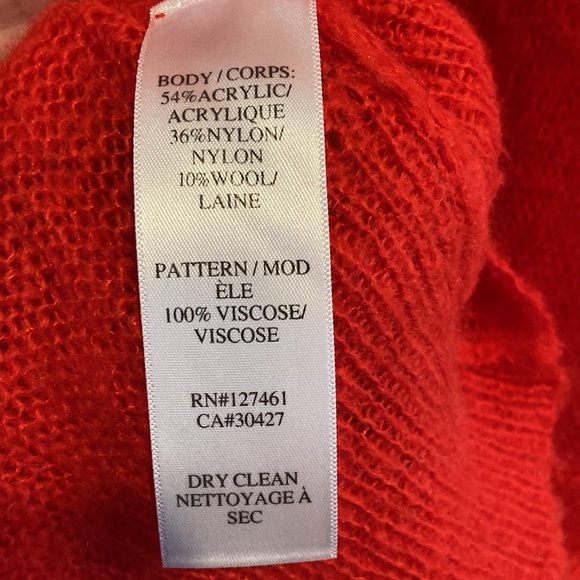 BODY / CORPS:
54%ACRYLIC/
ACRYLIQUE
36%NYLON/
NYLON
10%WOOL/
LAINE
PATTERN / MOD
ÈLE
100% VISCOSE/
VISCOSE
RN#127461
CA#30427
DRY CLEAN
NETTOYAGE À
SEC